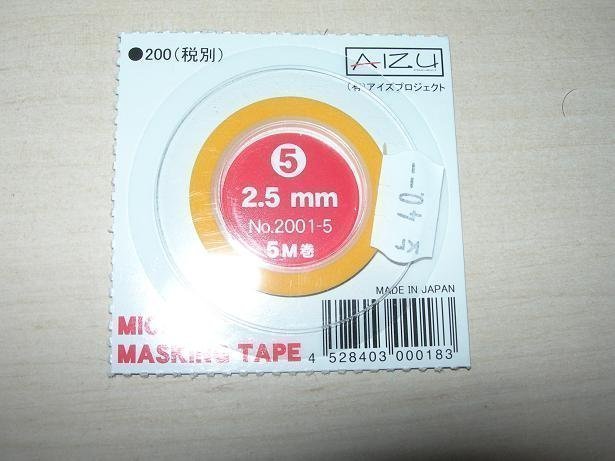 ●200(税別)
AIZU
(有)アイズプロジェクト
5
2.5 mm
No.2001-5
5M巻
40.--
MADE IN JAPAN
MASKING TAPE
4 528403 000183